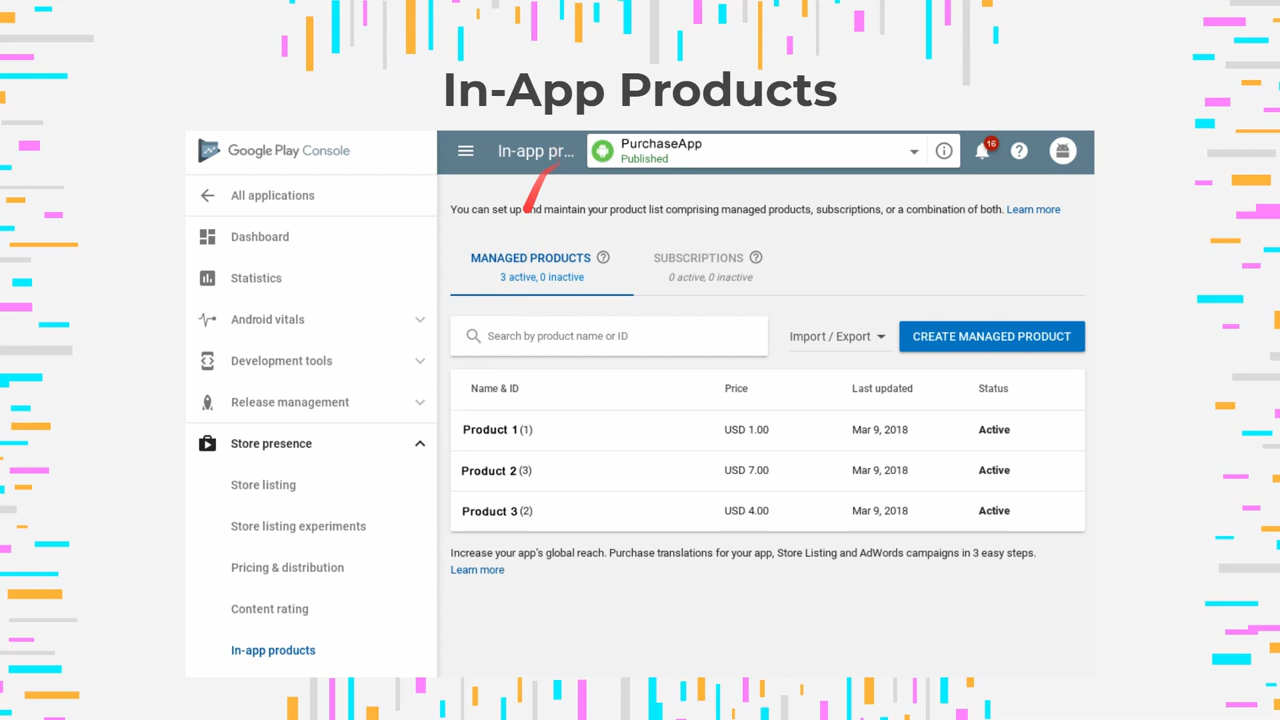 In-App Products
Google Play Console
In-app pr...
PurchaseApp
Published
16
All applications
You can set up and maintain your product list comprising managed products, subscriptions, or a combination of both. Learn more
Dashboard
MANAGED PRODUCTS
3 active, 0 inactive
SUBSCRIPTIONS
0 active, 0 inactive
Statistics
Android vitals
Search by product name or ID
Import / Export
CREATE MANAGED PRODUCT
Development tools
Release management
Name & ID Price Last updated Status
Product 1 (1) USD 1.00 Mar 9, 2018 Active
Store presence
Product 2 (3) USD 7.00 Mar 9, 2018 Active
Store listing
Product 3 (2) USD 4.00 Mar 9, 2018 Active
Store listing experiments
Increase your app's global reach. Purchase translations for your app, Store Listing and AdWords campaigns in 3 easy steps.
Learn more
Pricing & distribution
Content rating
In-app products